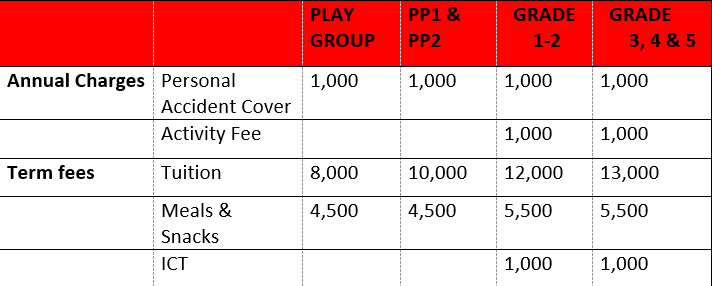 PLAY GROUP PP1 & PP2 GRADE 1-2 GRADE 3, 4 & 5
Annual Charges Personal Accident Cover 1,000 1,000 1,000 1,000
Activity Fee 1,000 1,000
Term fees Tuition 8,000 10,000 12,000 13,000
Meals & Snacks 4,500 4,500 5,500 5,500
ICT 1,000 1,000